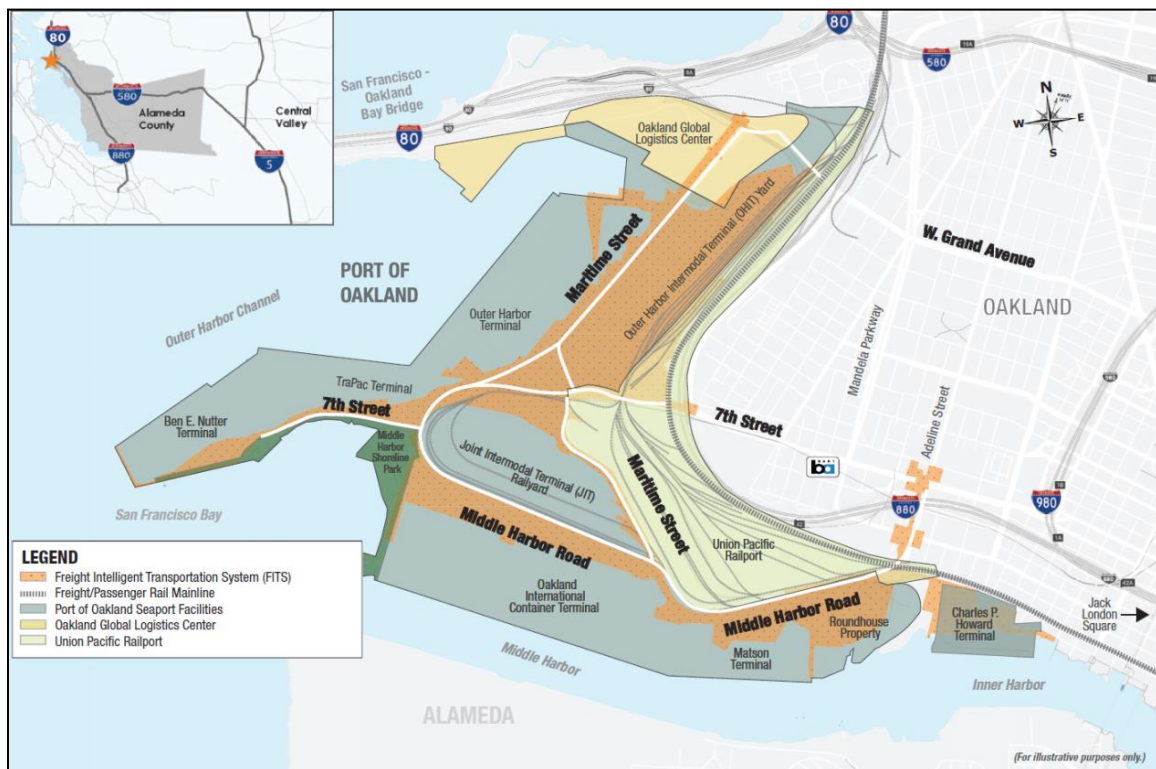 80
580
Alameda
County
Central
Valley
880
5
San Francisco -
Oakland
Bay Bridge
80
80
580
Oakland Global
Logistics Center
N
W
E
S
PORT OF
OAKLAND
Outer Harbor Channel
Maritime Street
Outer Harbor
Terminal
Outer Harbor Intermodal Terminal (OHIT) Yard
W. Grand Avenue
OAKLAND
Mandela Parkway
Adeline Street
980
TraPac Terminal
7th Street
Ben E. Nutter
Terminal
Middle
Harbor
Shoreline
Park
Joint Intermodal Terminal (JIT)
Railyard
7th Street
Maritime Street
ba
880
980
San Francisco Bay
Middle Harbor Road
Union Pacific
Railport
Oakland
International
Container Terminal
Middle Harbor Road
Roundhouse
Property
Matson
Terminal
Charles P.
Howard
Terminal
Jack
London
Square
Middle Harbor
Inner Harbor
ALAMEDA
LEGEND
Freight Intelligent Transportation System (FITS)
Freight/Passenger Rail Mainline
Port of Oakland Seaport Facilities
Oakland Global Logistics Center
Union Pacific Railport
(For illustrative purposes only.)